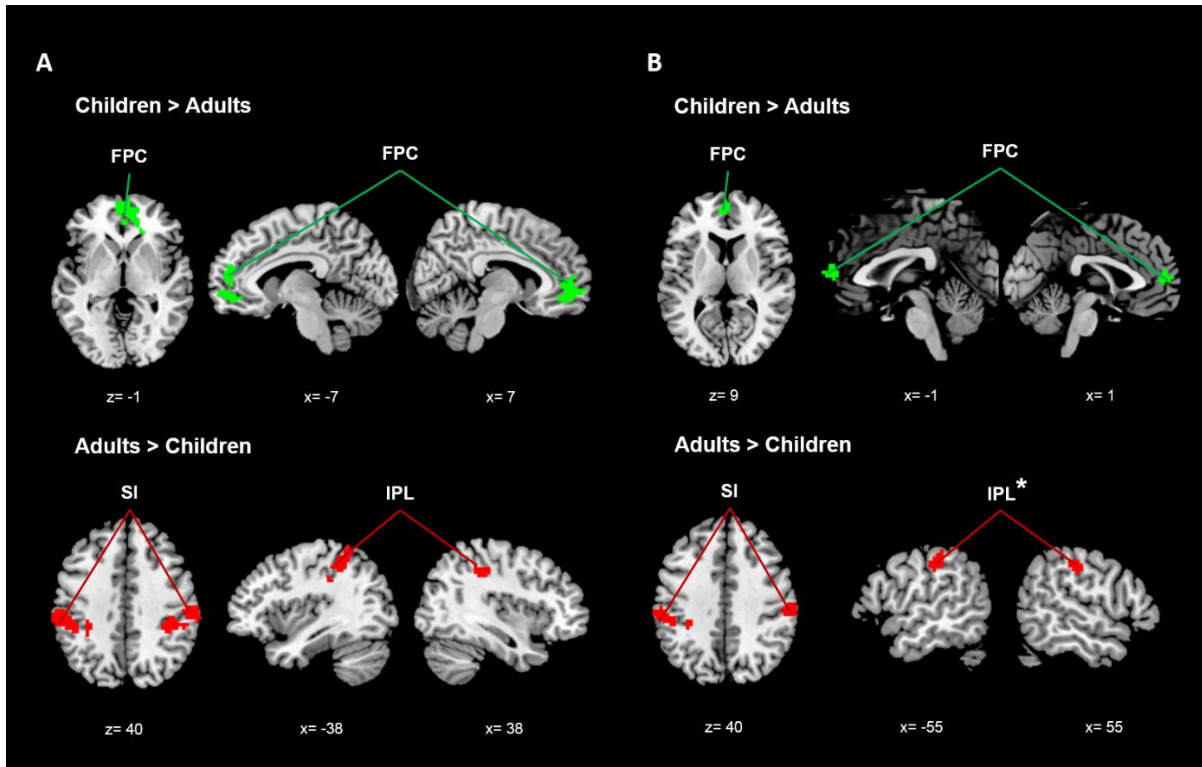 A
Children > Adults
FPC
FPC
z= -1
x= -7
x= 7
Adults > Children
SI
IPL
z= 40
x= -38
x= 38
B
Children > Adults
FPC
FPC
z= 9
x= -1
x= 1
Adults > Children
SI
IPL*
z= 40
x= -55
x= 55